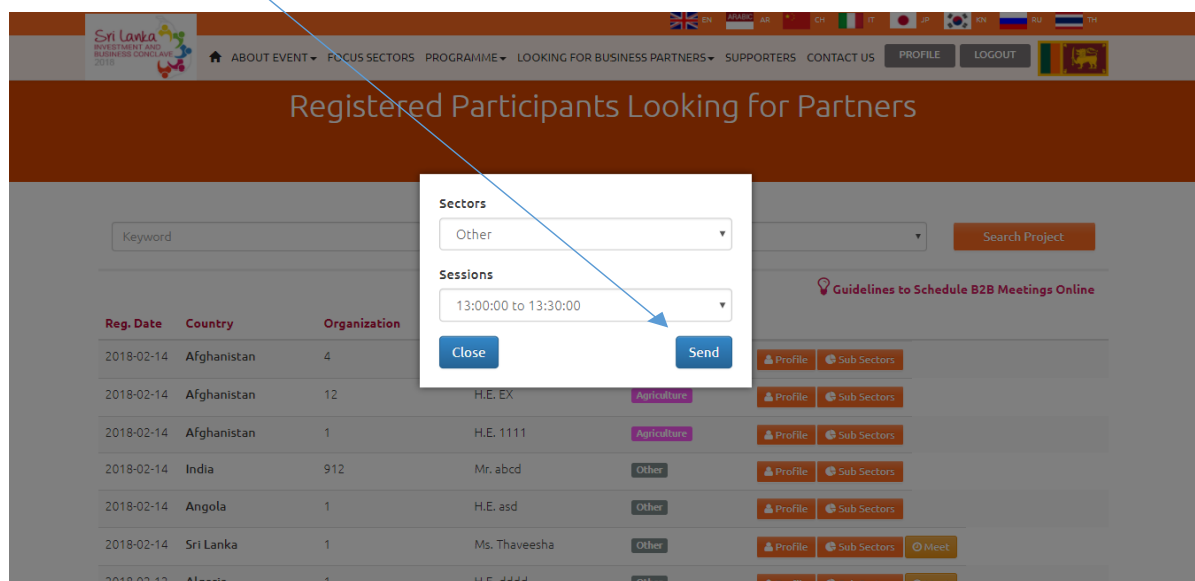 EN ARABIC AR CH IT JP KN RU TH
Sri Lanka
INVESTMENT AND
BUSINESS CONCLAVE
2018
ABOUT EVENT FOCUS SECTORS PROGRAMME LOOKING FOR BUSINESS PARTNERS SUPPORTERS CONTACT US PROFILE LOGOUT
Registered Participants Looking for Partners
Sectors
Other
Keyword Search Project
Sessions
13:00:00 to 13:30:00
Guidelines to Schedule B2B Meetings Online
Close Send
Reg. Date Country Organization
2018-02-14 Afghanistan 4 Profile Sub Sectors
2018-02-14 Afghanistan 12 H.E. EX Agriculture Profile Sub Sectors
2018-02-14 Afghanistan 1 H.E. 1111 Agriculture Profile Sub Sectors
2018-02-14 India 912 Mr. abcd Other Profile Sub Sectors
2018-02-14 Angola 1 H.E. asd Other Profile Sub Sectors
2018-02-14 Sri Lanka 1 Ms. Thaveesha Other Profile Sub Sectors Meet